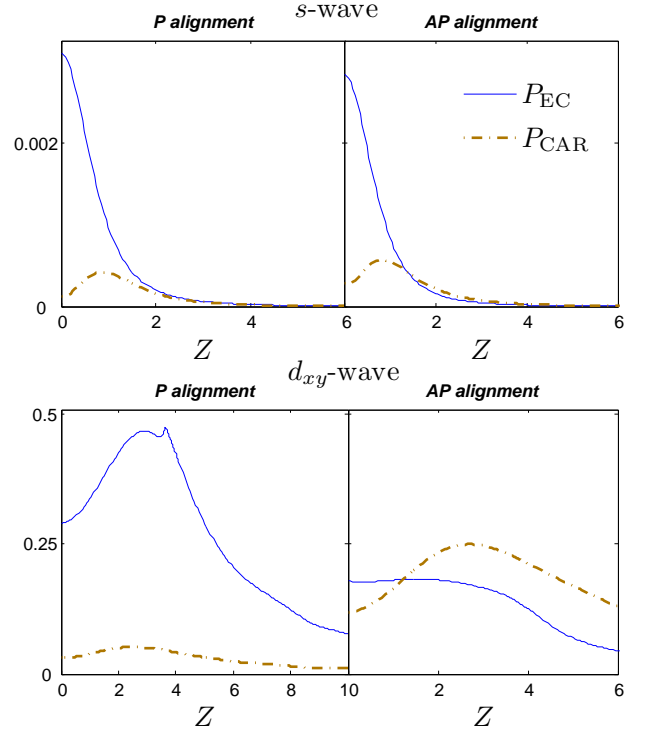 s-wave
P alignment AP alignment
P_EC
P_CAR
0.002
0
0 2 4 6 2 4 6
Z Z
d_xy-wave
P alignment AP alignment
0.5
0.25
0
0 2 4 6 8 10 2 4 6
Z Z